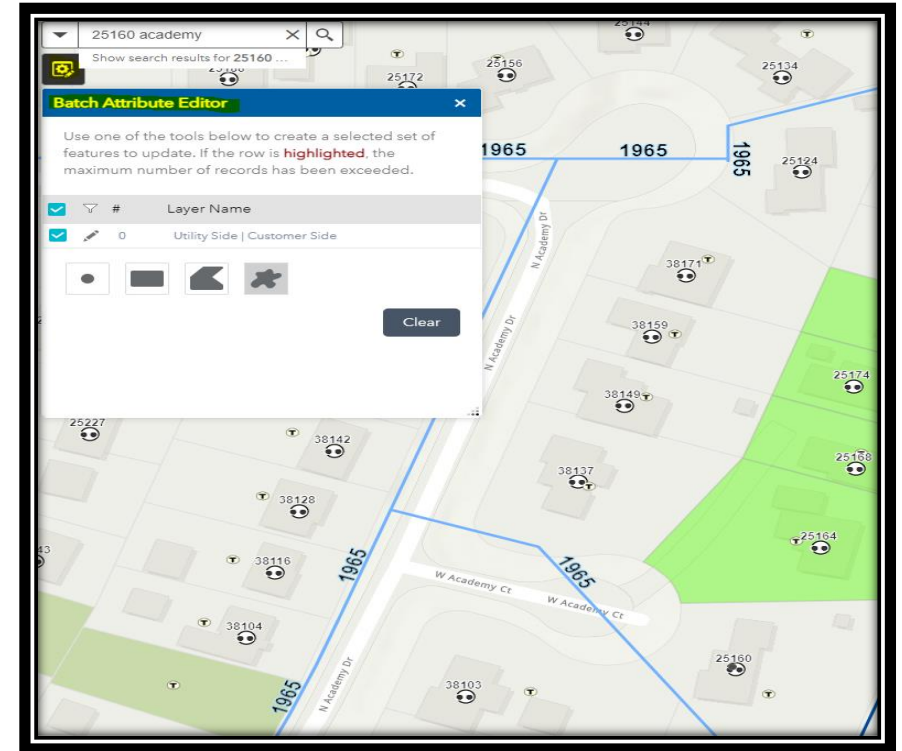 25160 academy
Show search results for 25160 ...
25144
25156
25172
25134
Batch Attribute Editor
Use one of the tools below to create a selected set of
features to update. If the row is highlighted, the
maximum number of records has been exceeded.
# Layer Name
0 Utility Side | Customer Side
Clear
1965
1965
1965
25124
N Academy Dr
38171
T
38159
T
N Academy Dr
38149
T
25174
25227
T
38142
25168
38137
T
T
38128
T
25164
T
38116
1965
1965
W Academy Ct
W Academy Ct
T
38104
25160
N Academy Dr
1965
38103
T
T
T